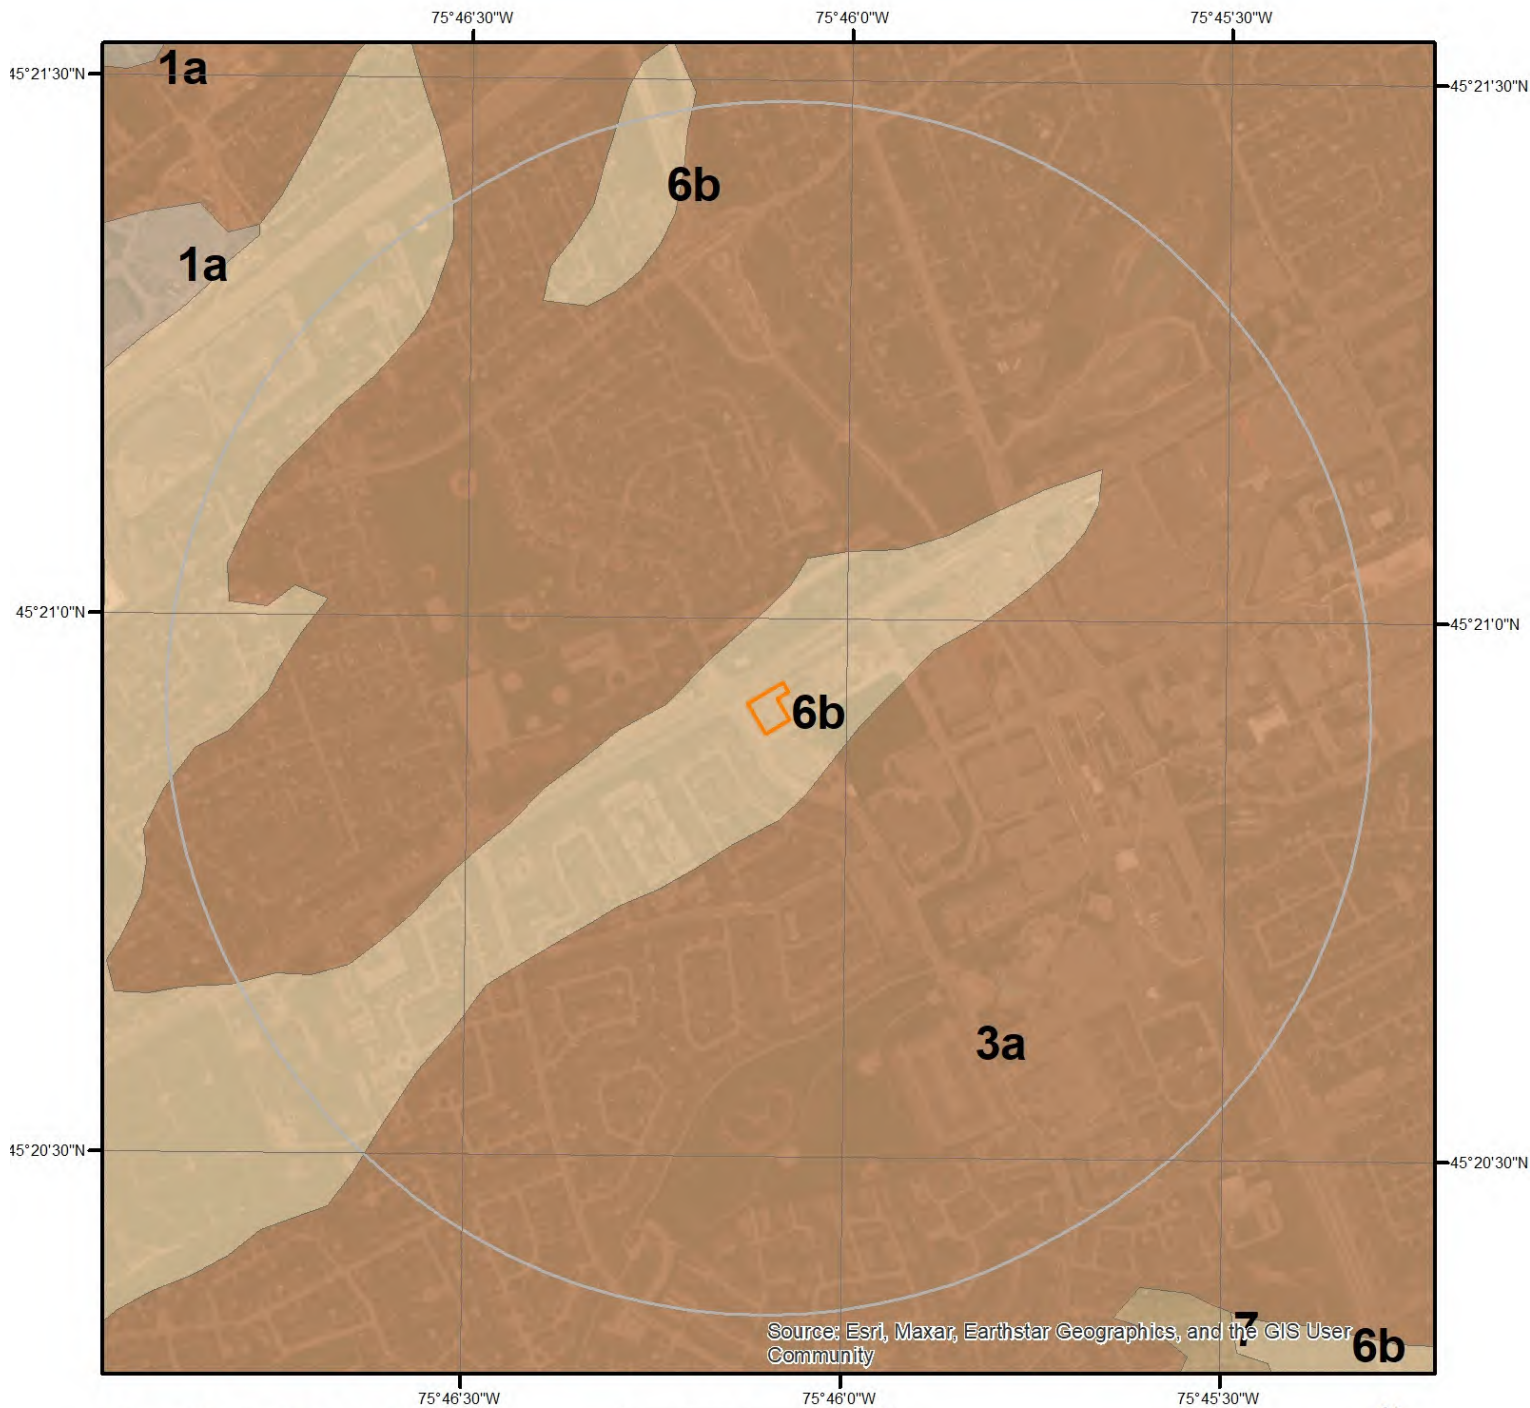 75°46'30"W 75°46'0"W 75°45'30"W
1a
45°21'30"N 45°21'30"N
6b
1a
45°21'0"N 45°21'0"N
6b
3a
45°20'30"N 45°20'30"N
7
Source: Esri, Maxar, Earthstar Geographics, and the GIS User
Community
6b
75°46'30"W 75°46'0"W 75°45'30"W